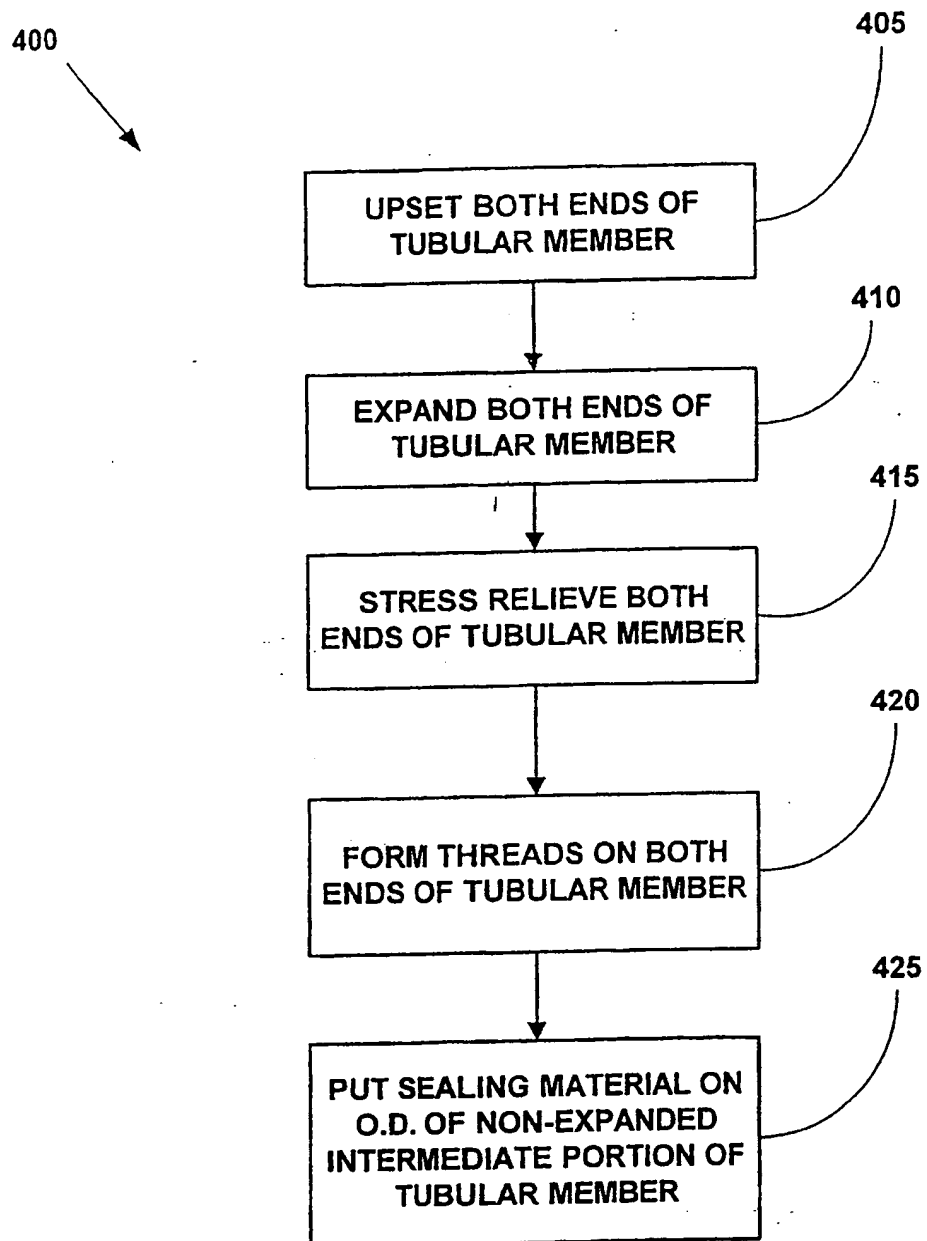 400
405
UPSET BOTH ENDS OF
TUBULAR MEMBER
410
EXPAND BOTH ENDS OF
TUBULAR MEMBER
415
STRESS RELIEVE BOTH
ENDS OF TUBULAR MEMBER
420
FORM THREADS ON BOTH
ENDS OF TUBULAR MEMBER
425
PUT SEALING MATERIAL ON
O.D. OF NON-EXPANDED
INTERMEDIATE PORTION OF
TUBULAR MEMBER